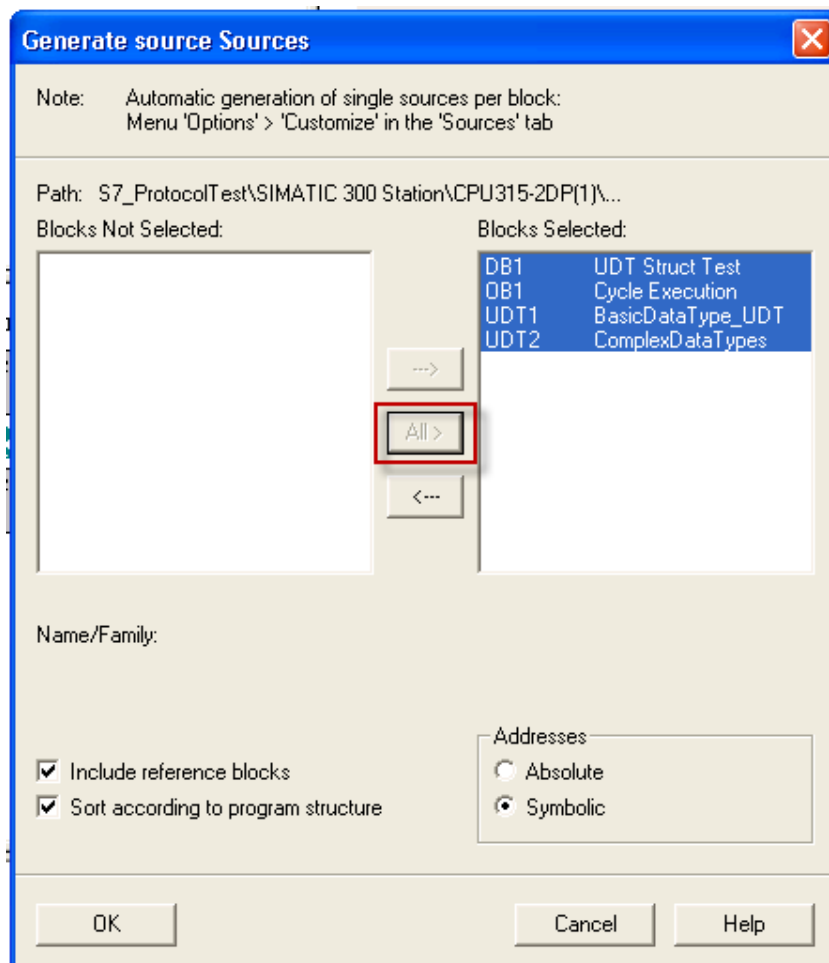 Generate source Sources
Note: Automatic generation of single sources per block:
Menu 'Options' > 'Customize' in the 'Sources' tab
Path: S7_ProtocolTest\SIMATIC 300 Station\CPU315-2DP(1)\...
Blocks Not Selected:
Blocks Selected:
DB1 UDT Struct Test
OB1 Cycle Execution
UDT1 BasicDataType_UDT
UDT2 ComplexDataTypes
--->
All >
<---
Name/Family:
Include reference blocks
Sort according to program structure
Addresses
Absolute
Symbolic
OK
Cancel
Help